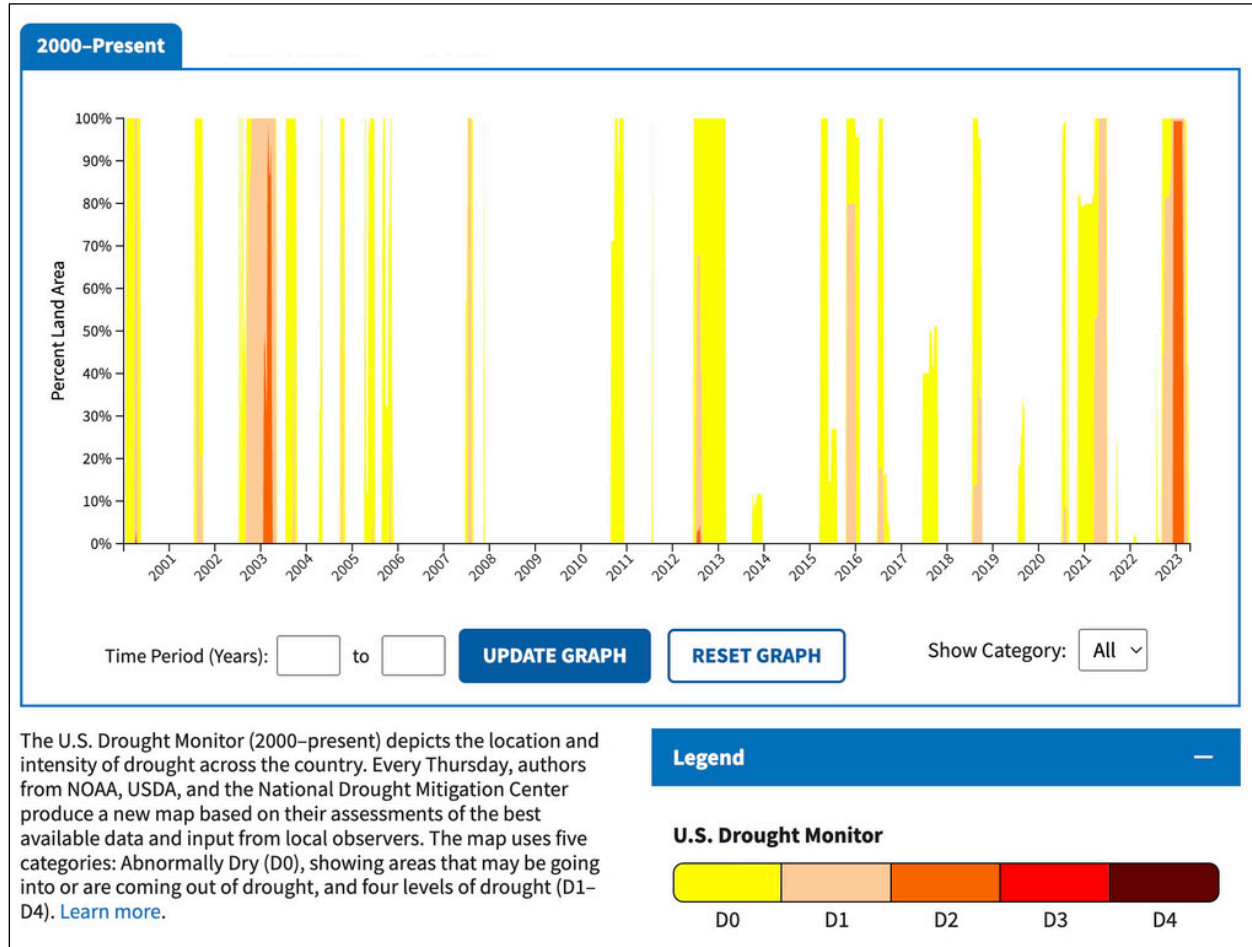 2000–Present
100%
90%
80%
70%
60%
50%
40%
30%
20%
10%
0%
Percent Land Area
2001
2002
2003
2004
2005
2006
2007
2008
2009
2010
2011
2012
2013
2014
2015
2016
2017
2018
2019
2020
2021
2022
2023
Time Period (Years): to UPDATE GRAPH RESET GRAPH Show Category: All
The U.S. Drought Monitor (2000–present) depicts the location and
intensity of drought across the country. Every Thursday, authors
from NOAA, USDA, and the National Drought Mitigation Center
produce a new map based on their assessments of the best
available data and input from local observers. The map uses five
categories: Abnormally Dry (D0), showing areas that may be going
into or are coming out of drought, and four levels of drought (D1–
D4). Learn more.
Legend
U.S. Drought Monitor
D0 D1 D2 D3 D4